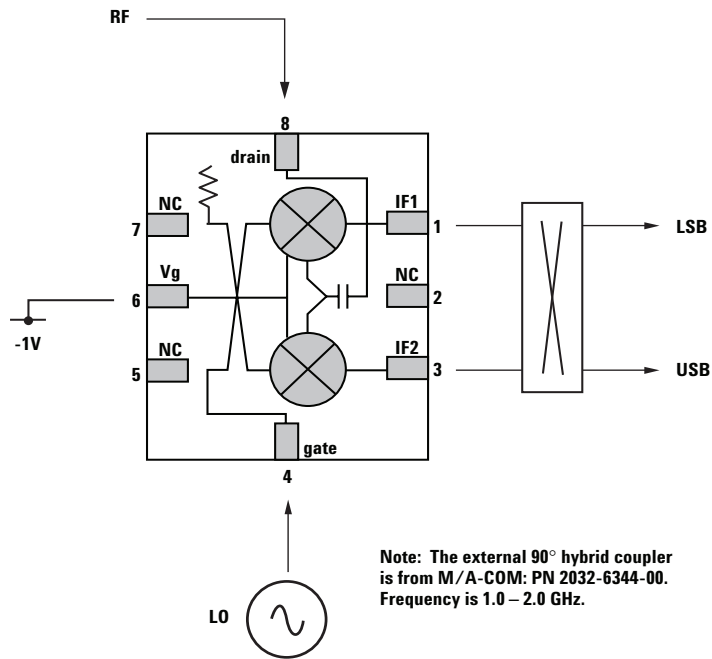 RF
8
drain
NC
7
IF1
1
LSB
Vg
6
NC
2
-1V
NC
5
IF2
3
USB
gate
4
Note: The external 90° hybrid coupler
is from M/A-COM: PN 2032-6344-00.
Frequency is 1.0 – 2.0 GHz.
LO